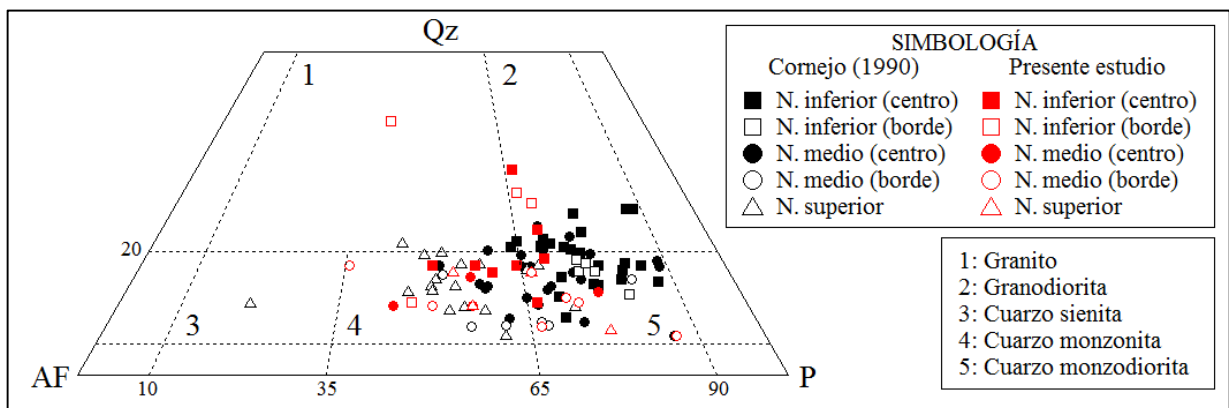 Qz
1
2
20
3
4
5
AF
P
10
35
65
90
SIMBOLOGÍA
Cornejo (1990) Presente estudio
N. inferior (centro) N. inferior (centro)
N. inferior (borde) N. inferior (borde)
N. medio (centro) N. medio (centro)
N. medio (borde) N. medio (borde)
N. superior N. superior
1: Granito
2: Granodiorita
3: Cuarzo sienita
4: Cuarzo monzonita
5: Cuarzo monzodiorita